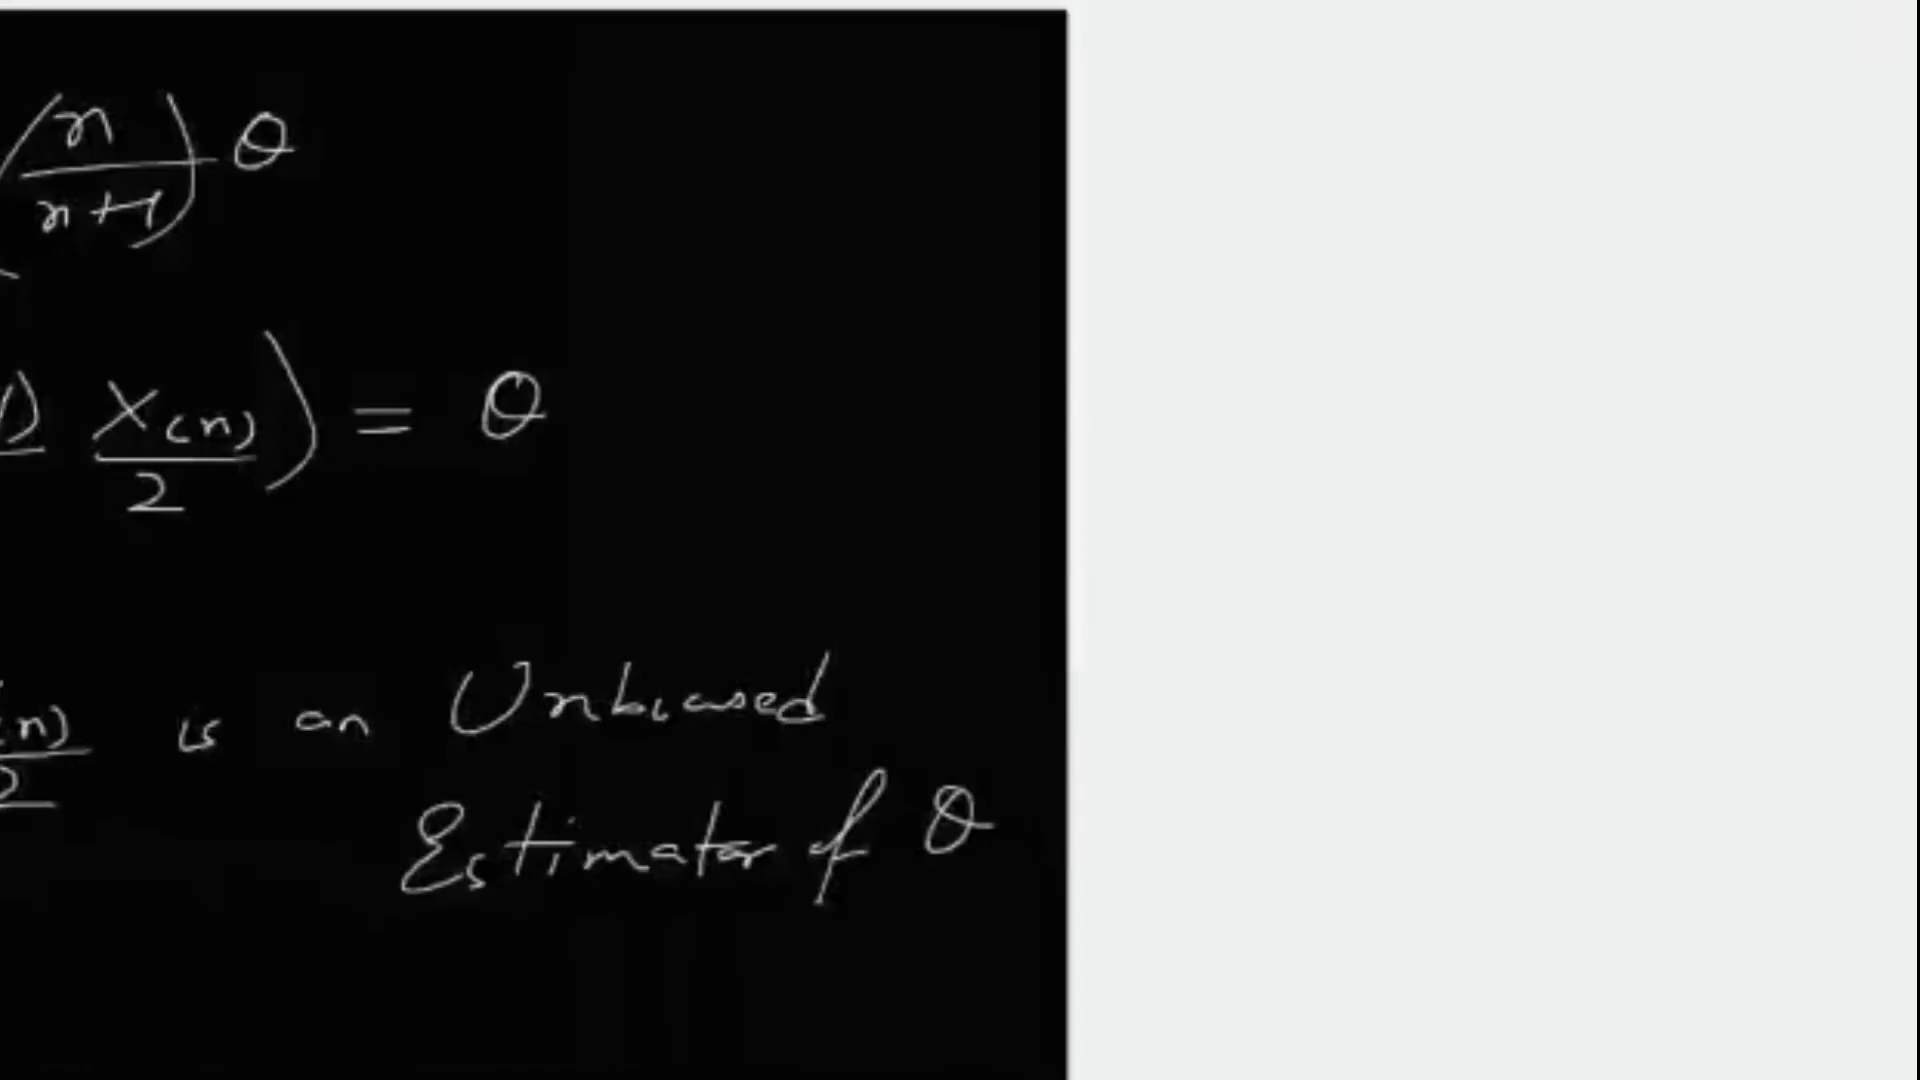 (n/(n+1)) θ
X(n)/2) = θ
(n)/2 is an Unbiased
Estimator of θ